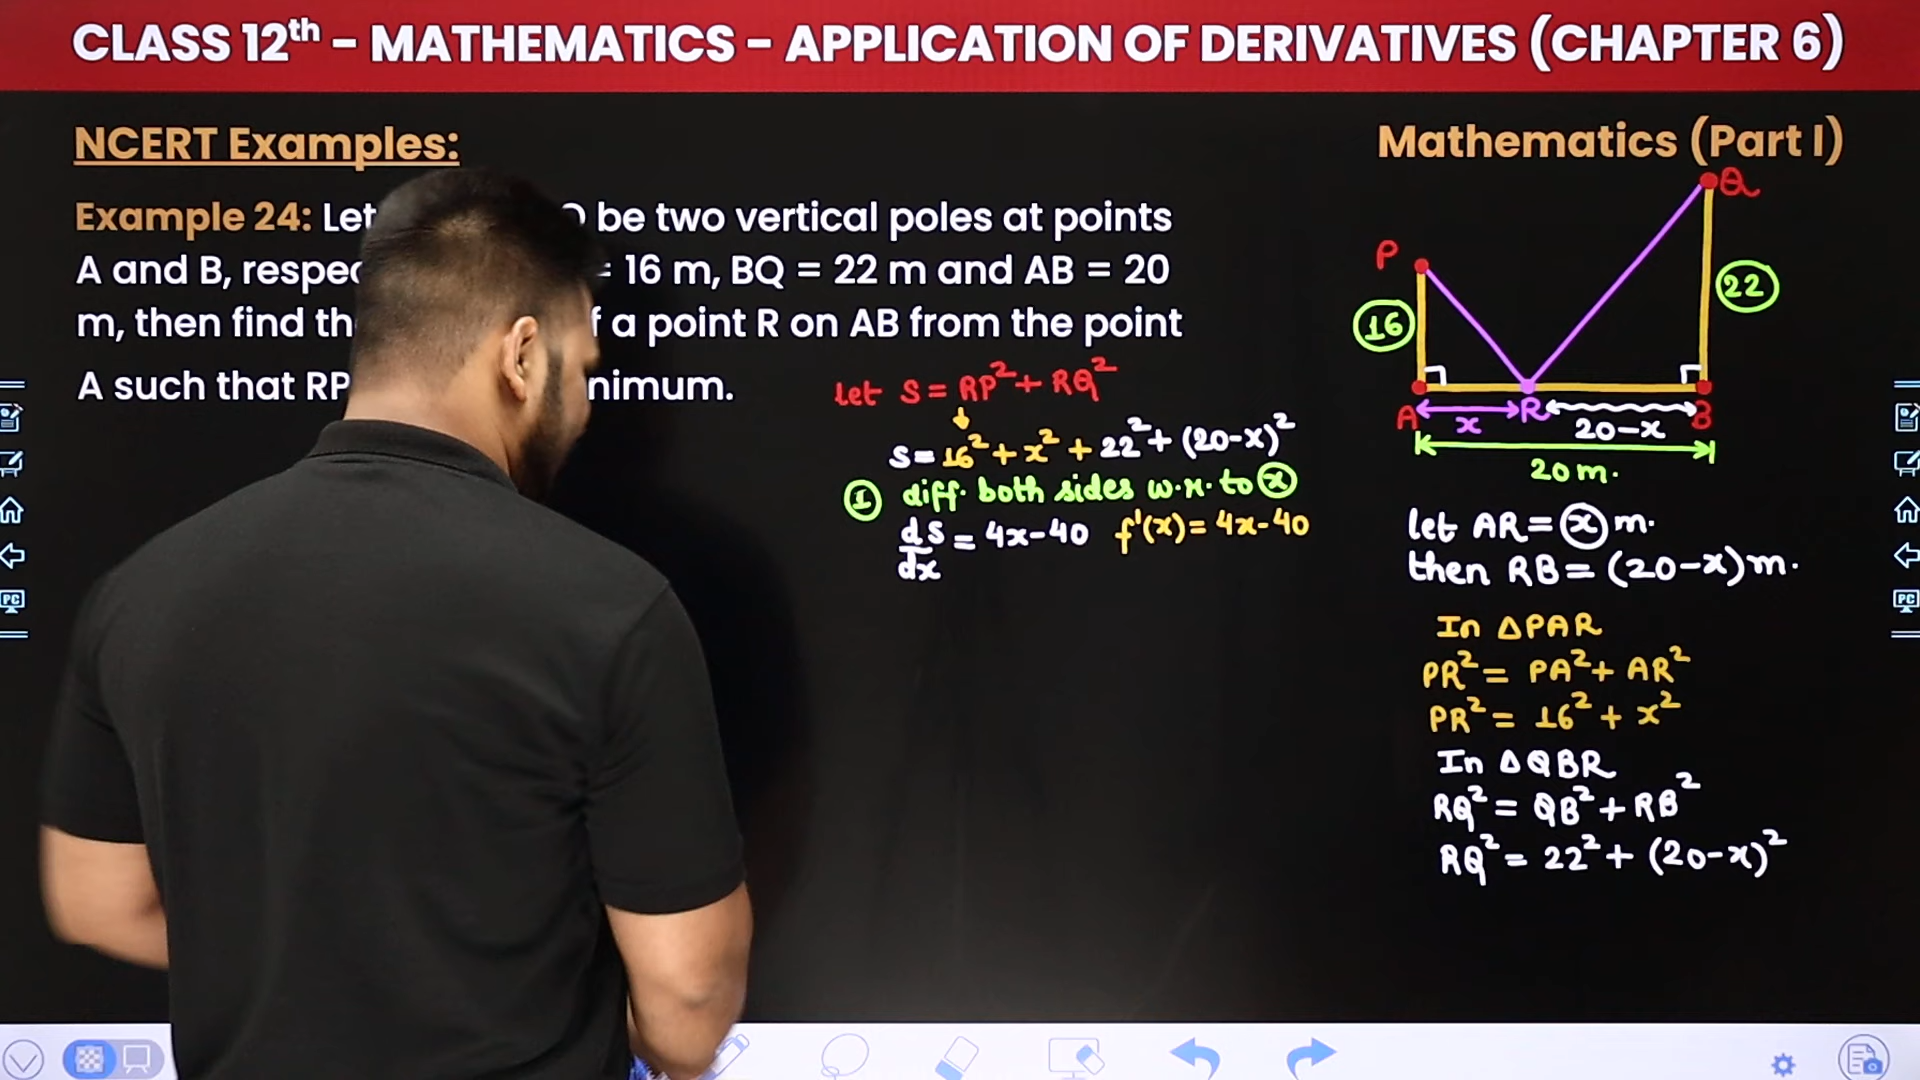 CLASS 12th - MATHEMATICS - APPLICATION OF DERIVATIVES (CHAPTER 6)
NCERT Examples:
Mathematics (Part I)
Example 24: Let be two vertical poles at points
A and B, = 16 m, BQ = 22 m and AB = 20
m, then find a point R on AB from the point
A such that RP
let S = RP² + RQ²
S = 16² + x² + 22² + (20-x)²
① diff. both sides w.r.to ⓧ
dS/dx = 4x-40 f'(x) = 4x-40
Q
P
16
22
A x R 20-x B
20 m.
let AR = ⓧ m.
then RB = (20-x) m.
In ΔPAR
PR² = PA² + AR²
PR² = 16² + x²
In ΔQBR
RQ² = QB² + RB²
RQ² = 22² + (20-x)²
PC
PC